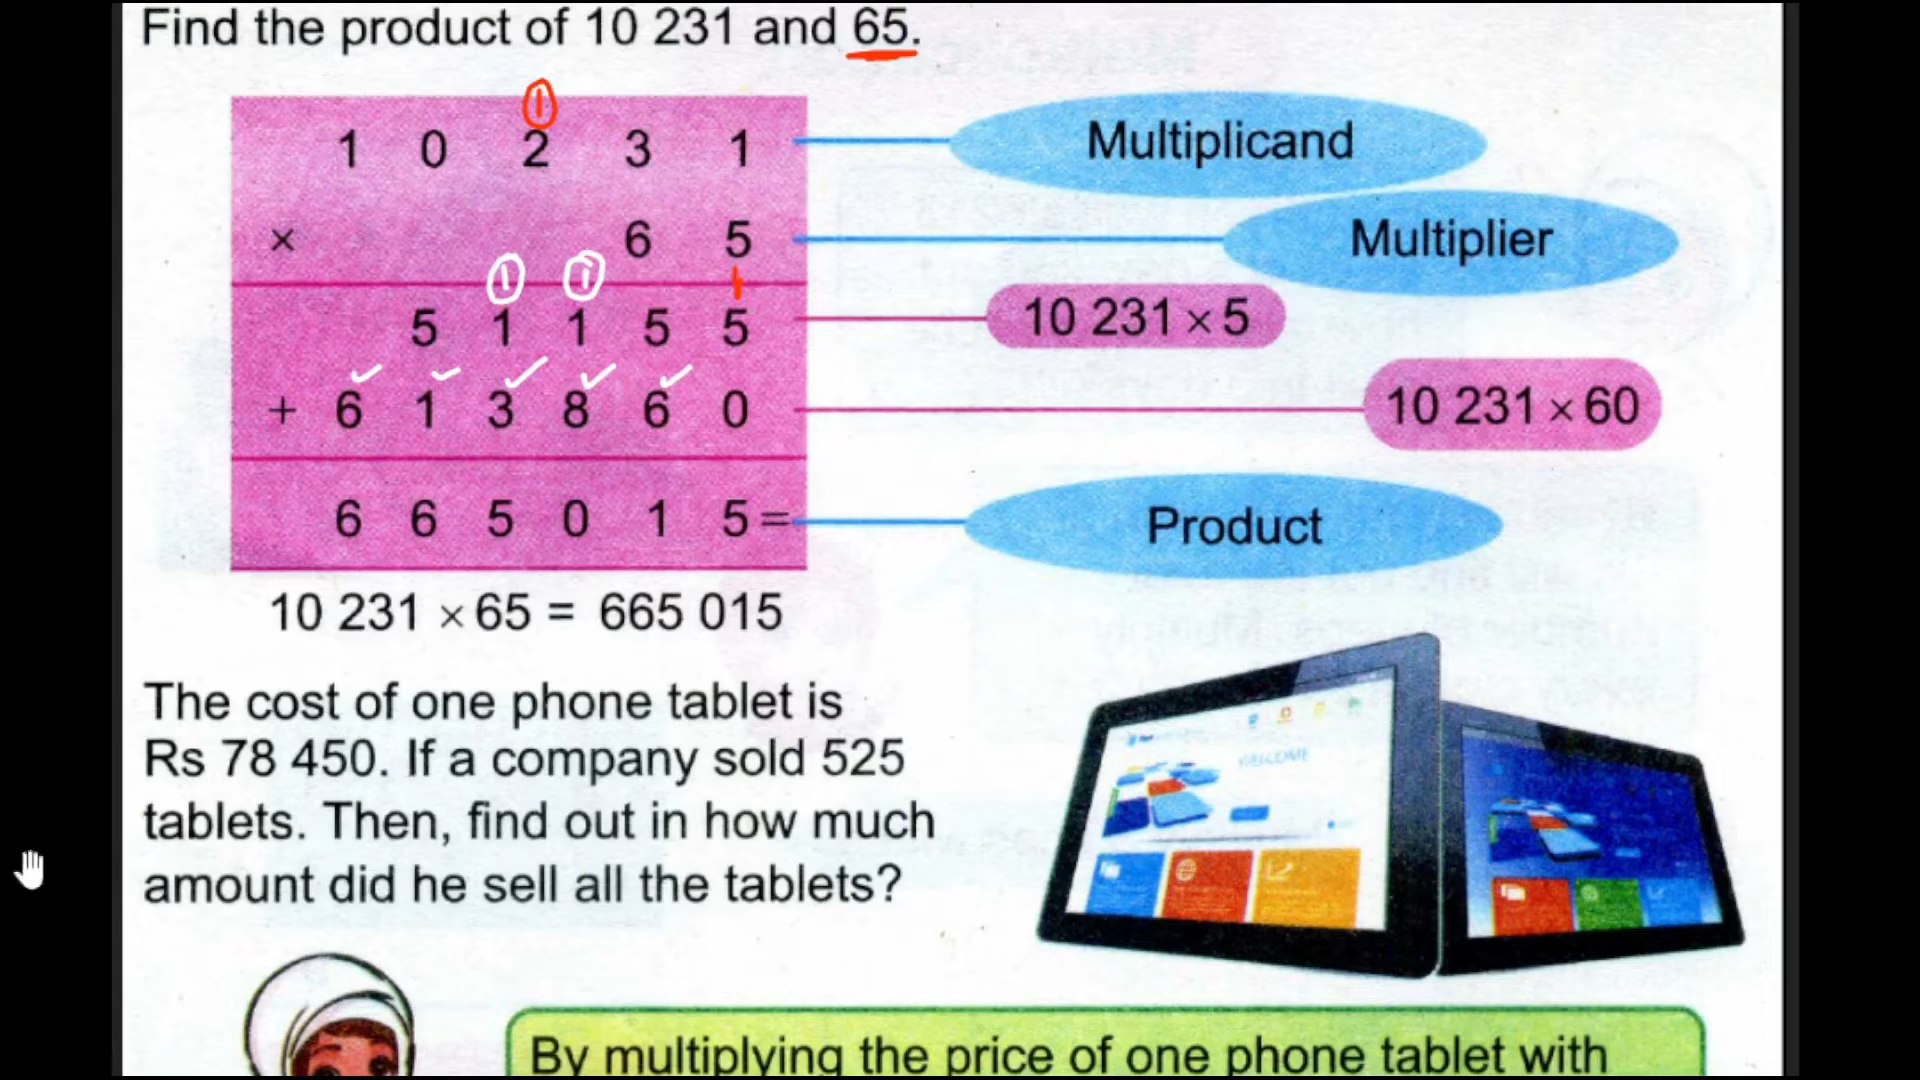 Find the product of 10 231 and 65.
1
1 0 2 3 1
Multiplicand
× 6 5
Multiplier
1 1
5 1 1 5 5
10 231 × 5
+ 6 1 3 8 6 0
10 231 × 60
6 6 5 0 1 5 =
Product
10 231 × 65 = 665 015
The cost of one phone tablet is
Rs 78 450. If a company sold 525
tablets. Then, find out in how much
amount did he sell all the tablets?
WELCOME
By multiplying the price of one phone tablet with